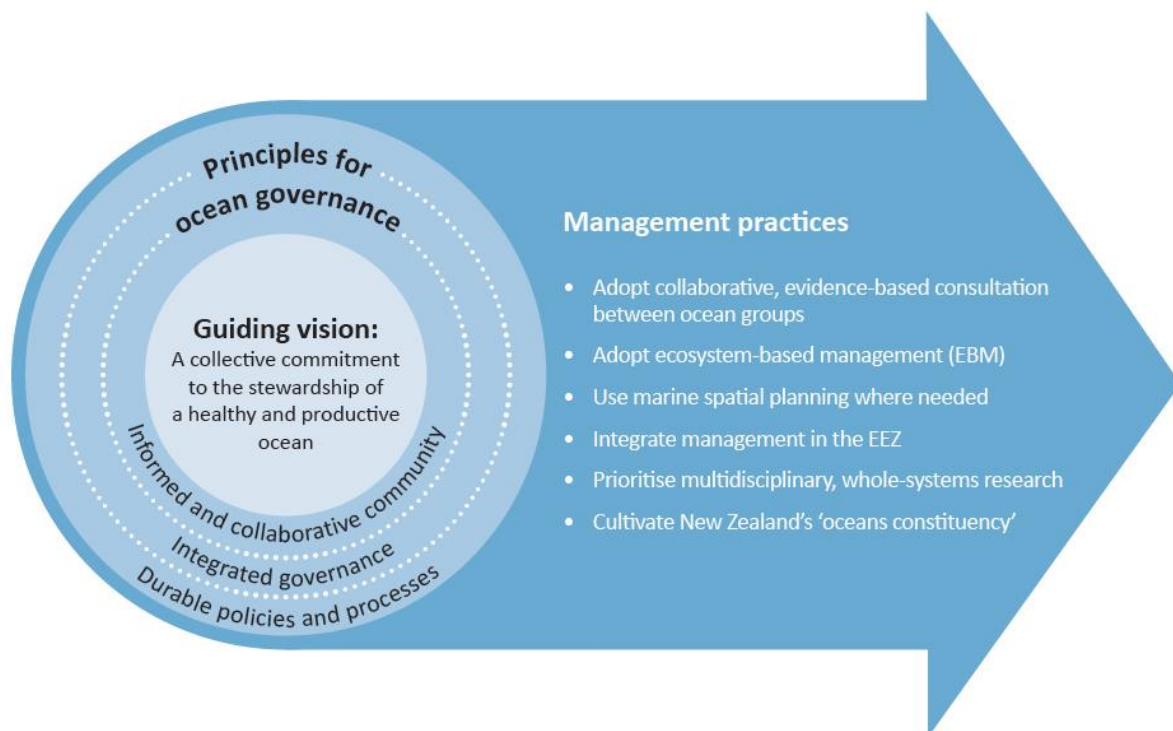 Principles for
ocean governance
Guiding vision:
A collective commitment
to the stewardship of
a healthy and productive
ocean
Informed and collaborative community
Integrated governance
Durable policies and processes
Management practices
• Adopt collaborative, evidence-based consultation
between ocean groups
• Adopt ecosystem-based management (EBM)
• Use marine spatial planning where needed
• Integrate management in the EEZ
• Prioritise multidisciplinary, whole-systems research
• Cultivate New Zealand’s ‘oceans constituency’